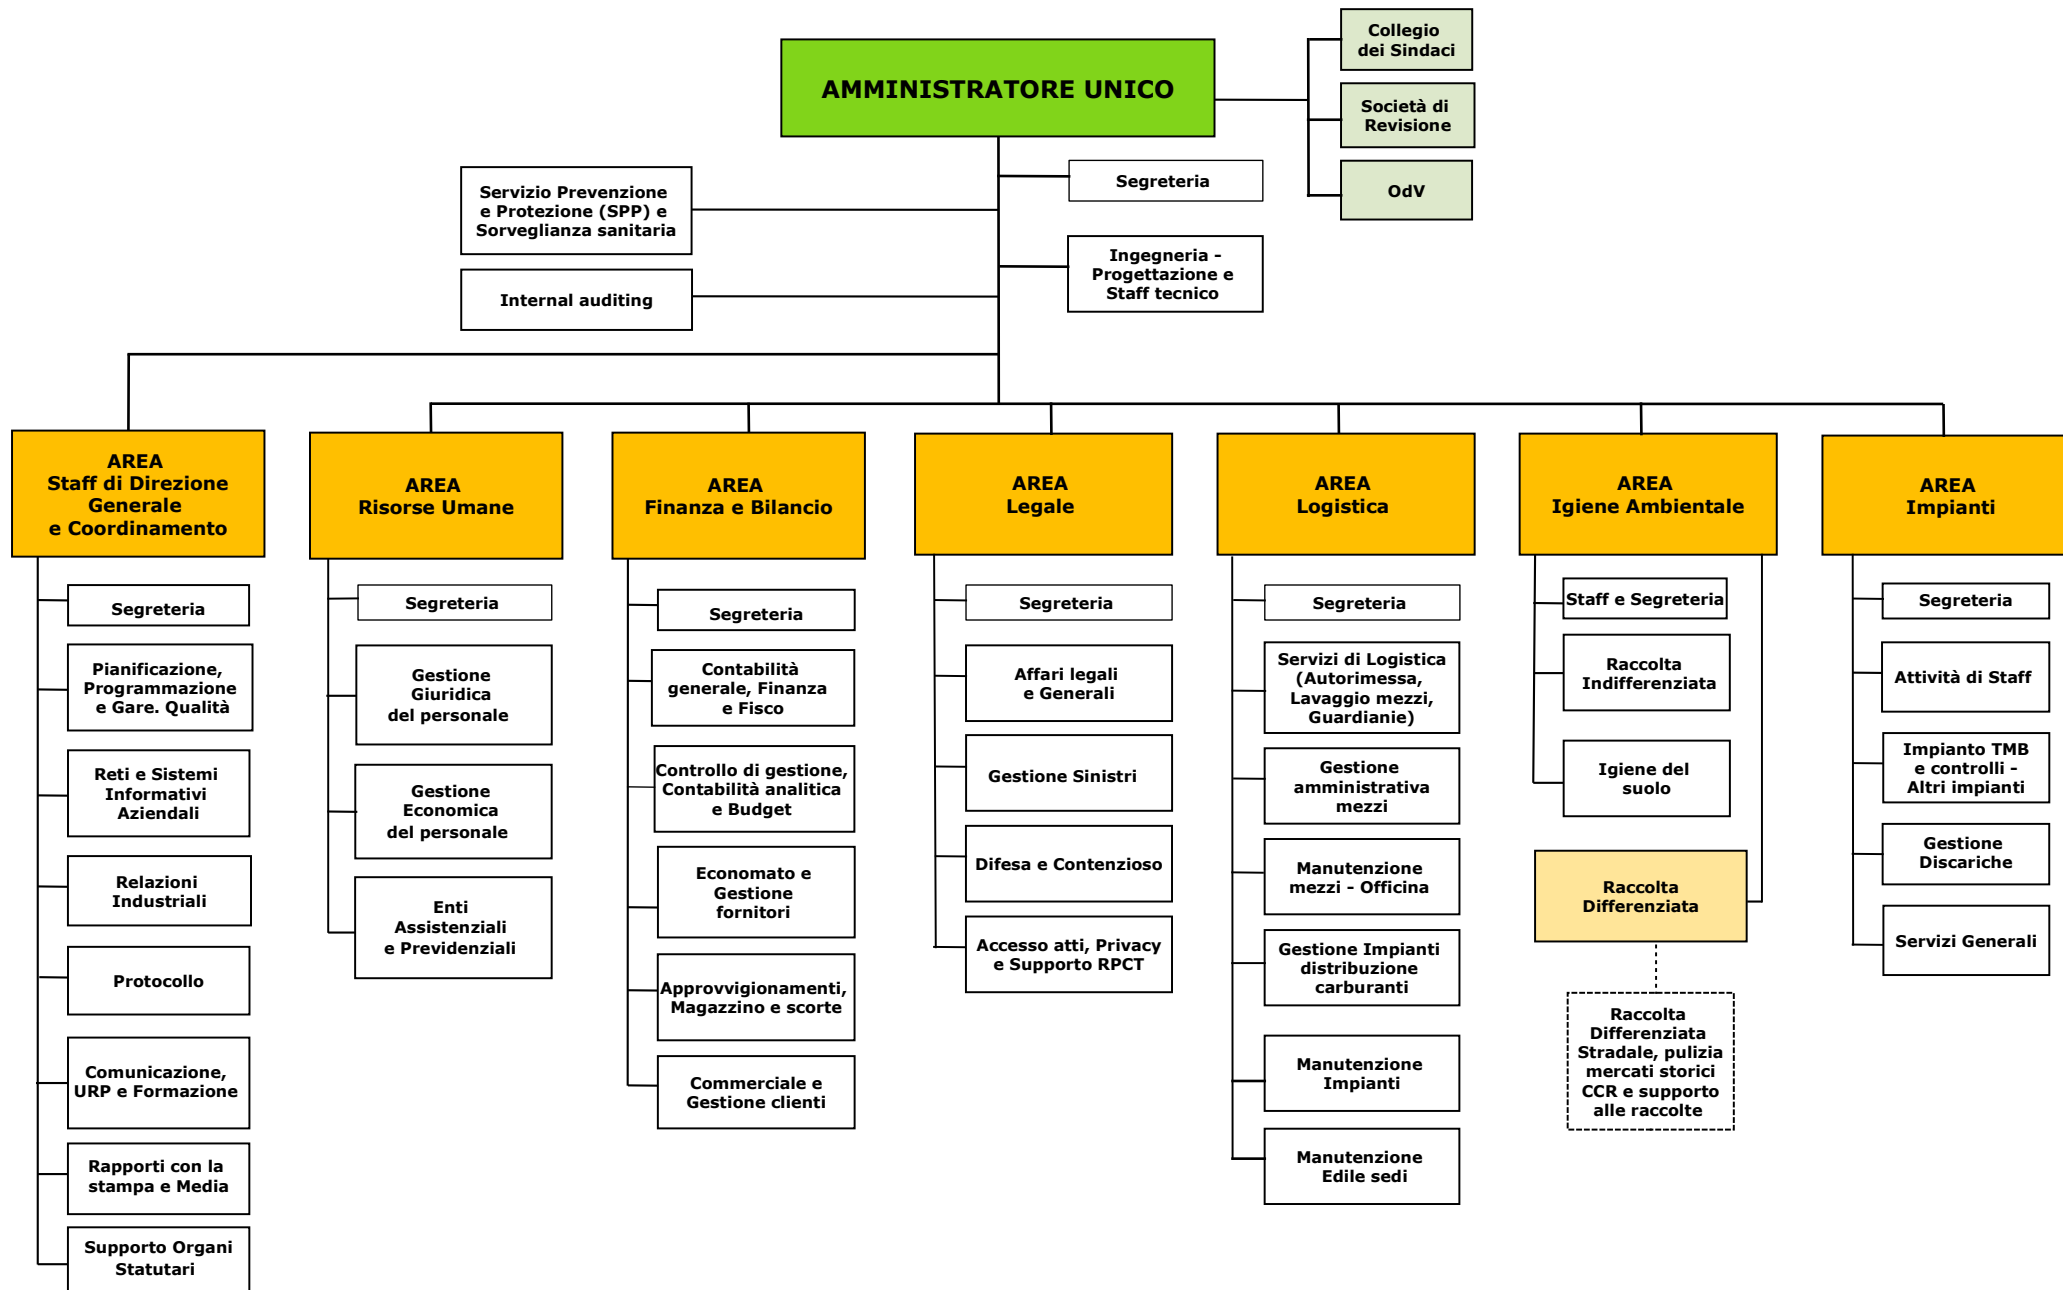 Collegio
dei Sindaci
AMMINISTRATORE UNICO
Società di
Revisione
OdV
Segreteria
Servizio Prevenzione
e Protezione (SPP) e
Sorveglianza sanitaria
Ingegneria -
Progettazione e
Staff tecnico
Internal auditing
AREA
Staff di Direzione
Generale
e Coordinamento
Segreteria
Pianificazione,
Programmazione
e Gare. Qualità
Reti e Sistemi
Informativi
Aziendali
Relazioni
Industriali
Protocollo
Comunicazione,
URP e Formazione
Rapporti con la
stampa e Media
Supporto Organi
Statutari
AREA
Risorse Umane
Segreteria
Gestione
Giuridica
del personale
Gestione
Economica
del personale
Enti
Assistenziali
e Previdenziali
AREA
Finanza e Bilancio
Segreteria
Contabilità
generale, Finanza
e Fisco
Controllo di gestione,
Contabilità analitica
e Budget
Economato e
Gestione
fornitori
Approvvigionamenti,
Magazzino e scorte
Commerciale e
Gestione clienti
AREA
Legale
Segreteria
Affari legali
e Generali
Gestione Sinistri
Difesa e Contenzioso
Accesso atti, Privacy
e Supporto RPCT
AREA
Logistica
Segreteria
Servizi di Logistica
(Autorimessa,
Lavaggio mezzi,
Guardianie)
Gestione
amministrativa
mezzi
Manutenzione
mezzi - Officina
Gestione Impianti
distribuzione
carburanti
Manutenzione
Impianti
Manutenzione
Edile sedi
AREA
Igiene Ambientale
Staff e Segreteria
Raccolta
Indifferenziata
Igiene del
suolo
Raccolta
Differenziata
Raccolta
Differenziata
Stradale, pulizia
mercati storici
CCR e supporto
alle raccolte
AREA
Impianti
Segreteria
Attività di Staff
Impianto TMB
e controlli -
Altri impianti
Gestione
Discariche
Servizi Generali